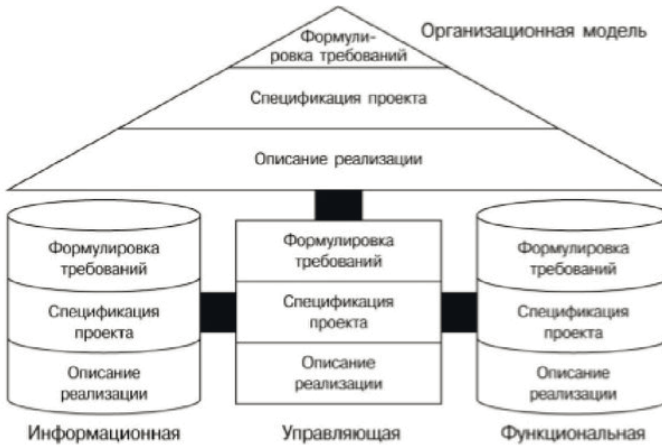 Организационная модель
Формули-
ровка требований
Спецификация проекта
Описание реализации
Формулировка
требований
Спецификация
проекта
Описание
реализации
Информационная
Формулировка
требований
Спецификация
проекта
Описание
реализации
Управляющая
Формулировка
требований
Спецификация
проекта
Описание
реализации
Функциональная